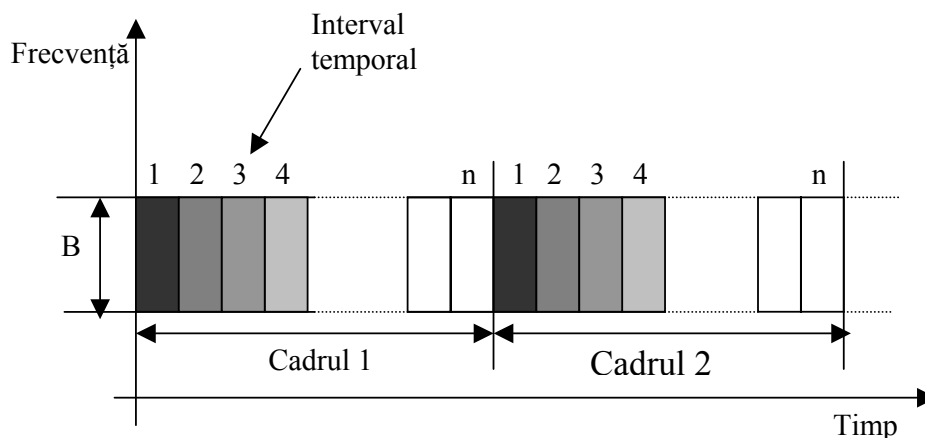 Interval
temporal
Frecvență
1 2 3 4 n 1 2 3 4 n
B
Cadrul 1 Cadrul 2
Timp